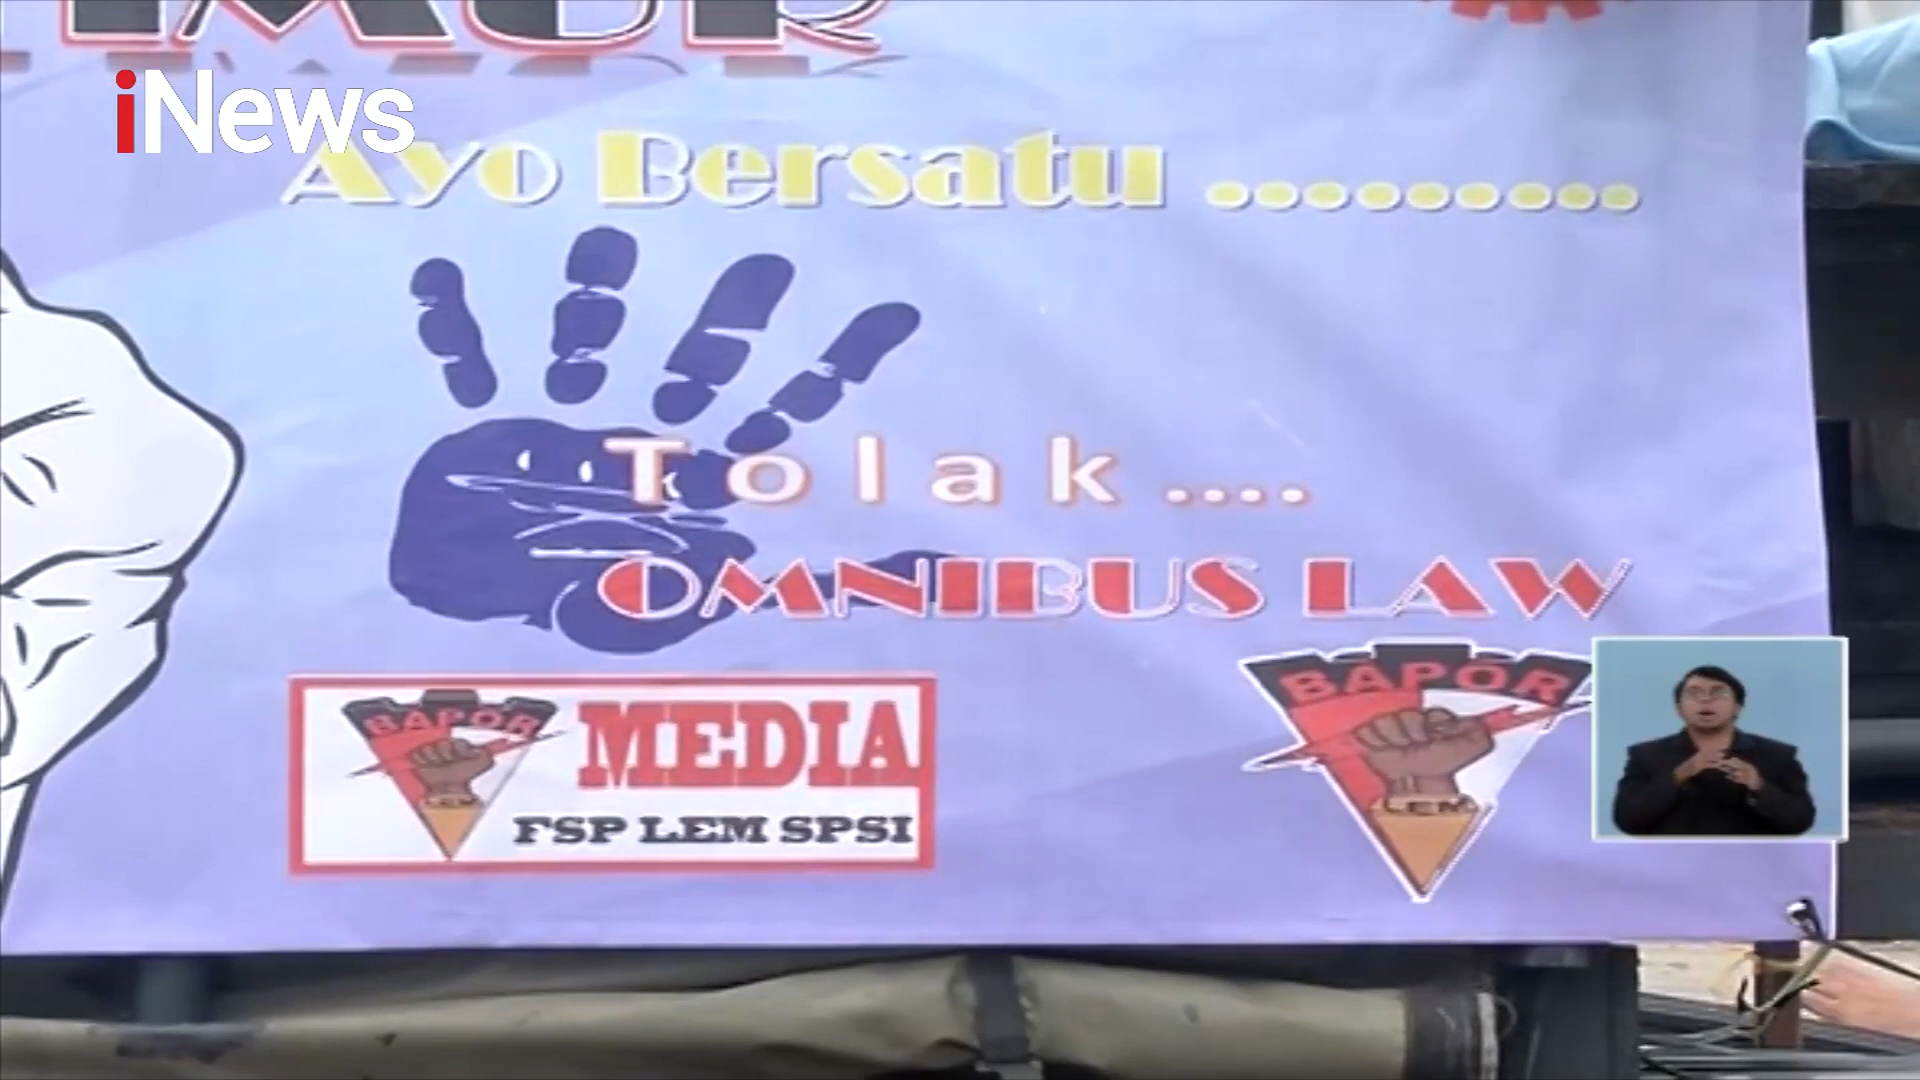 iNews
Ayo Bersatu ..........
Tolak....
OMNIBUS LAW
BAPOR
LEM
BAPOR
LEM
MEDIA
FSP LEM SPSI